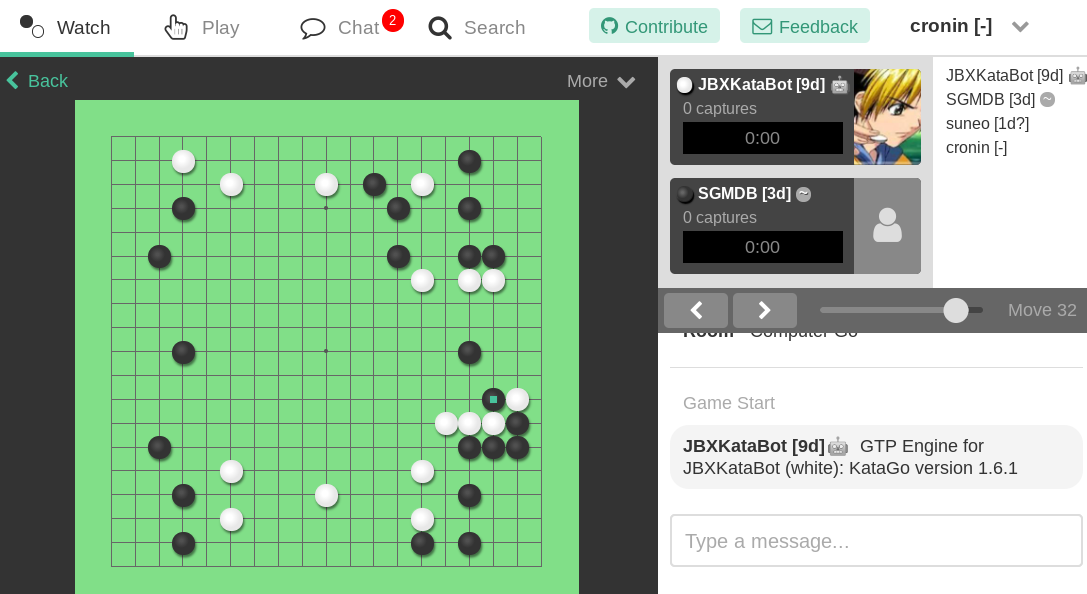 Watch
Play
Chat 2
Search
Contribute
Feedback
cronin [-]
Back
More
JBXKataBot [9d] 🤖
0 captures
0:00
SGMDB [3d] ~
0 captures
0:00
JBXKataBot [9d] 🤖
SGMDB [3d] ~
suneo [1d?]
cronin [-]
Move 32
Room Computer Go
Game Start
JBXKataBot [9d]🤖 GTP Engine for
JBXKataBot (white): KataGo version 1.6.1
Type a message...